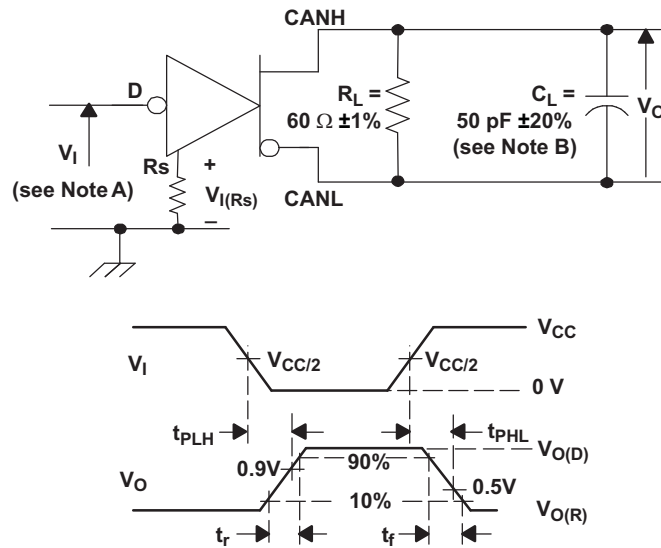 CANH
D
V_I
(see Note A)
Rs
+
V_I(Rs)
−
R_L =
60 Ω ±1%
C_L =
50 pF ±20%
(see Note B)
V_O
CANL
V_I
V_CC/2
V_CC/2
V_CC
0 V
t_PLH
t_PHL
V_O
0.9V
90%
10%
0.5V
V_O(D)
V_O(R)
t_r
t_f